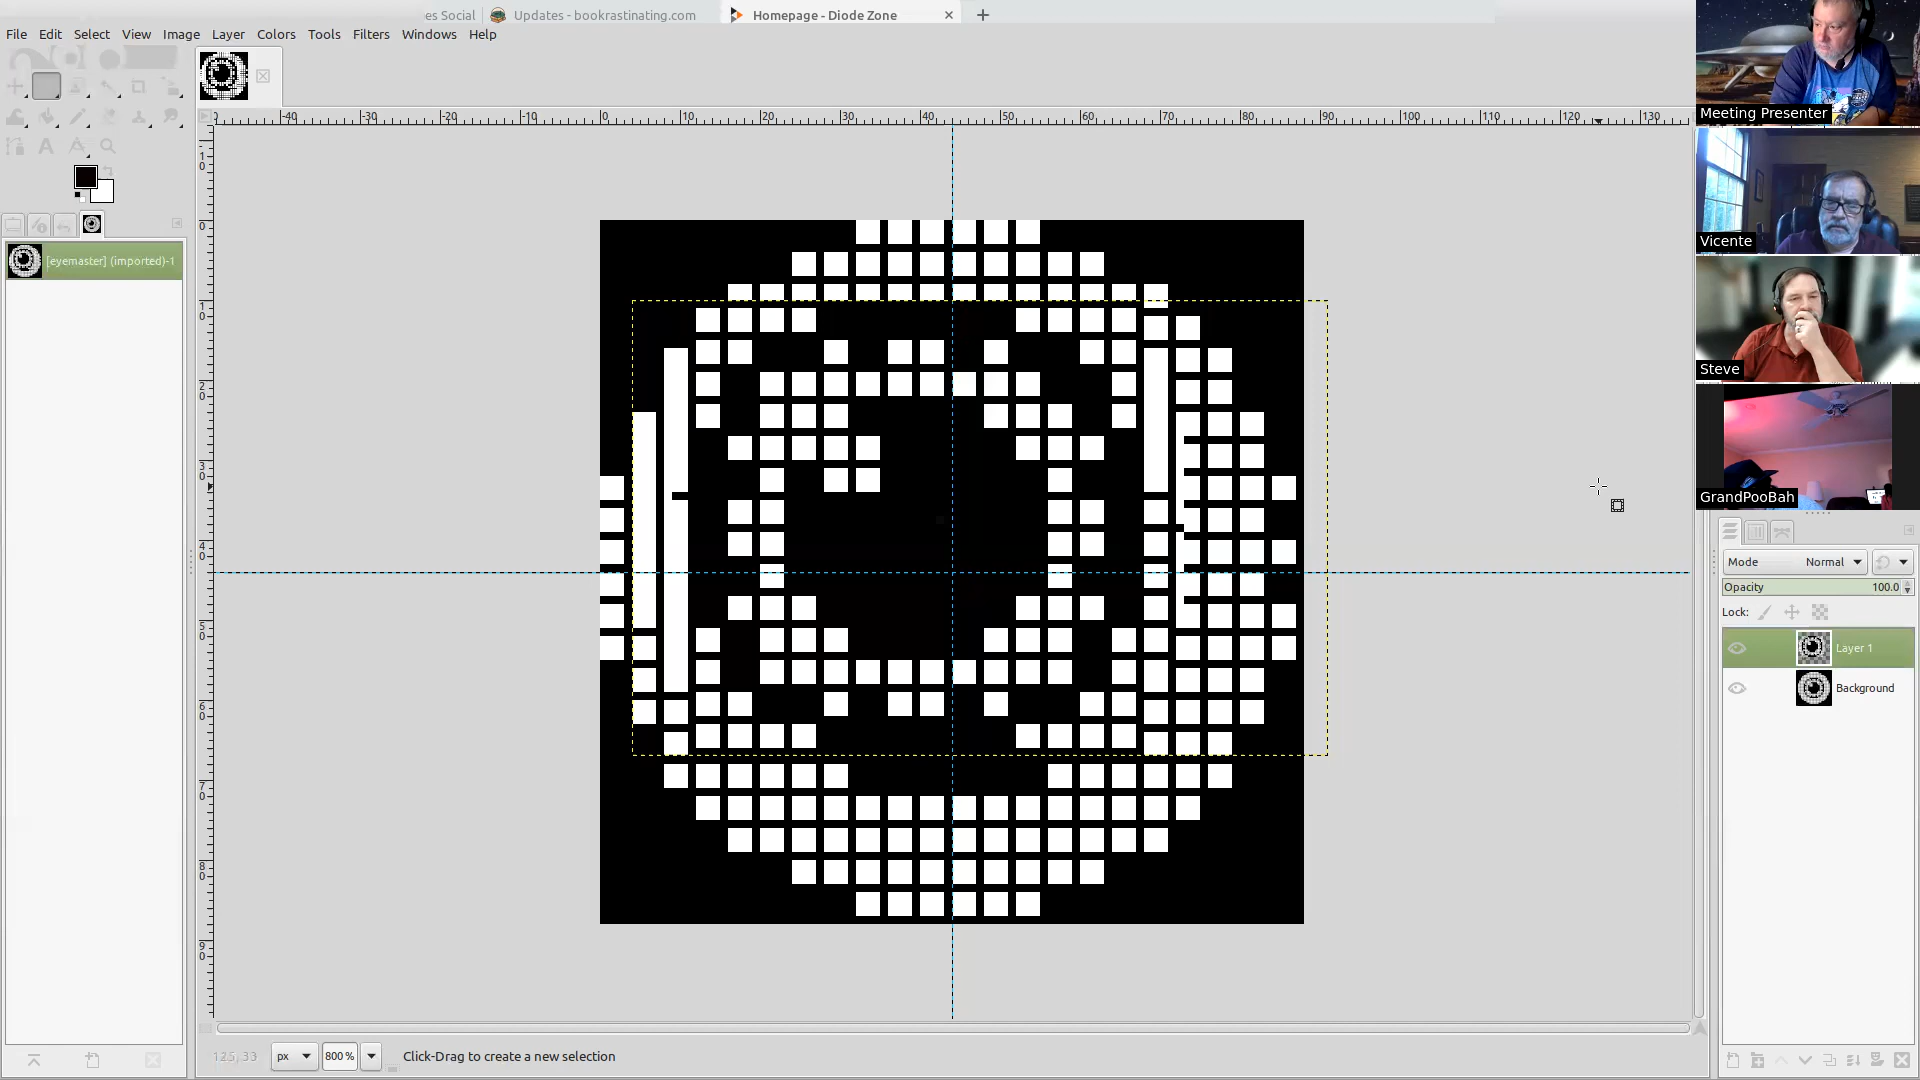 es Social
Updates - bookrastinating.com
Homepage - Diode Zone
File Edit Select View Image Layer Colors Tools Filters Windows Help
-40 -30 -20 -10 0 10 20 30 40 50 60 70 80 90 100 110 120 130
[eyemaster] (imported)-1
Meeting Presenter
Vicente
Steve
GrandPooBah
Mode Normal
Opacity 100.0
Lock:
Layer 1
Background
125, 33 px 800% Click-Drag to create a new selection